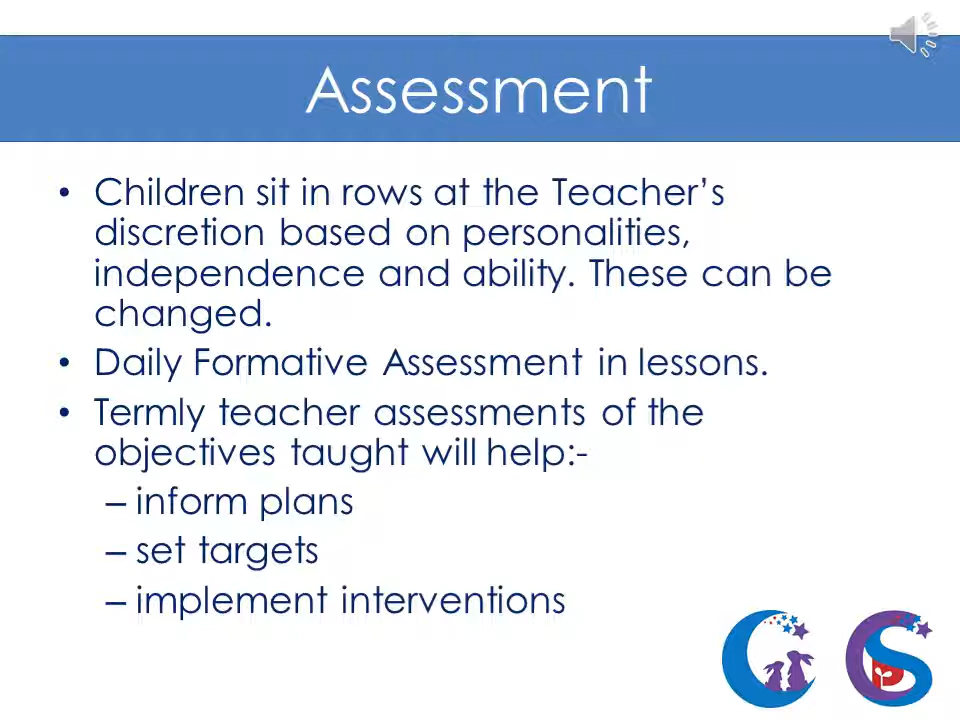 Assessment
• Children sit in rows at the Teacher’s
discretion based on personalities,
independence and ability. These can be
changed.
• Daily Formative Assessment in lessons.
• Termly teacher assessments of the
objectives taught will help:-
– inform plans
– set targets
– implement interventions